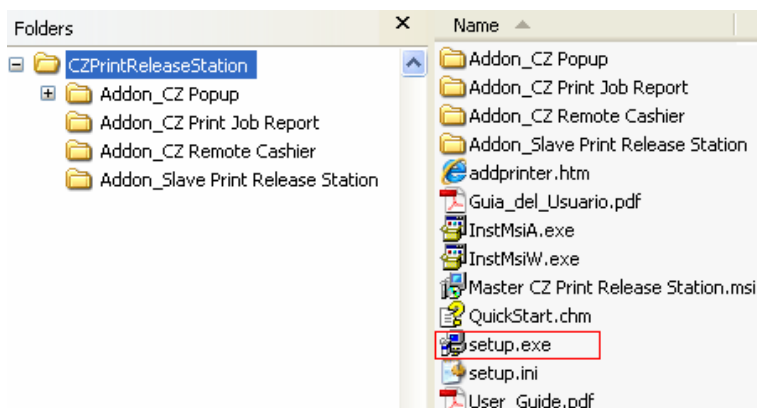 Folders
CZPrintReleaseStation
Addon_CZ Popup
Addon_CZ Print Job Report
Addon_CZ Remote Cashier
Addon_Slave Print Release Station
Name
Addon_CZ Popup
Addon_CZ Print Job Report
Addon_CZ Remote Cashier
Addon_Slave Print Release Station
addprinter.htm
Guia_del_Usuario.pdf
InstMsiA.exe
InstMsiW.exe
Master CZ Print Release Station.msi
QuickStart.chm
setup.exe
setup.ini
User_Guide.pdf